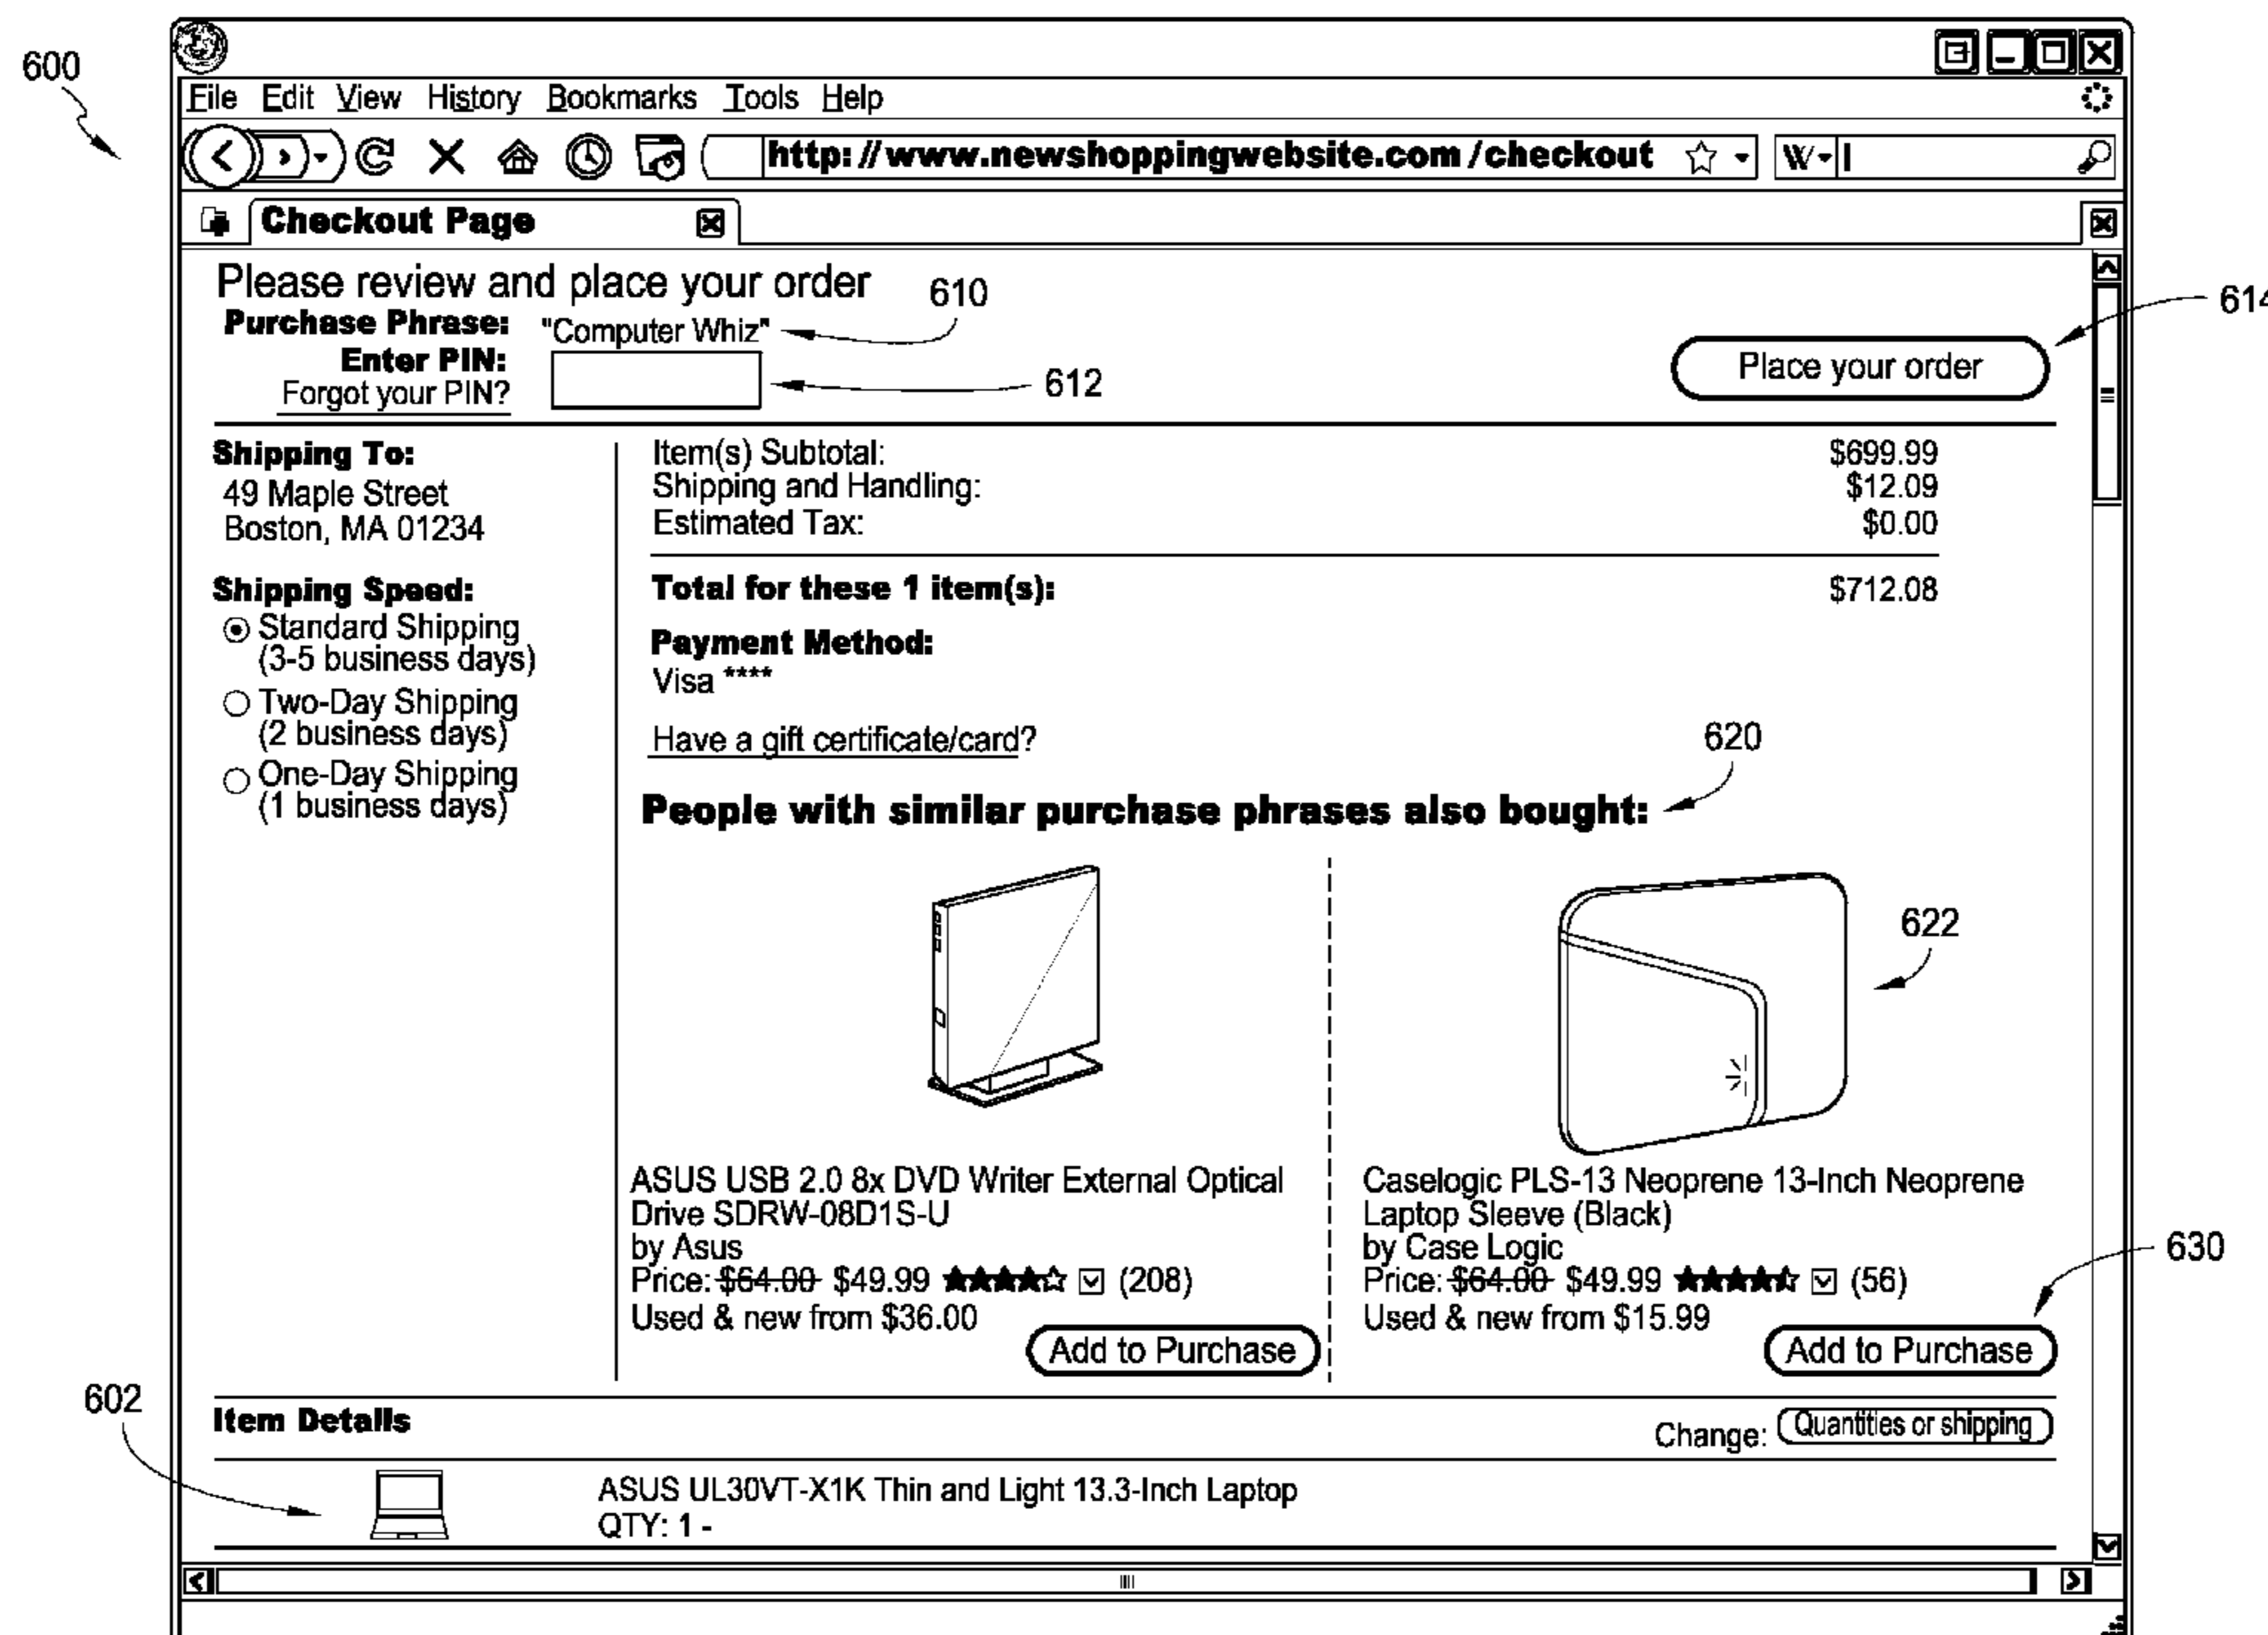 600
File Edit View History Bookmarks Tools Help
http://www.newshoppingwebsite.com/checkout W
Checkout Page
Please review and place your order
610
614
Purchase Phrase: "Computer Whiz"
Enter PIN:
Forgot your PIN?
612
Place your order
Shipping To:
49 Maple Street
Boston, MA 01234
Shipping Speed:
Standard Shipping
(3-5 business days)
Two-Day Shipping
(2 business days)
One-Day Shipping
(1 business days)
Item(s) Subtotal: $699.99
Shipping and Handling: $12.09
Estimated Tax: $0.00
Total for these 1 item(s): $712.08
Payment Method:
Visa ****
Have a gift certificate/card?
620
People with similar purchase phrases also bought:
622
ASUS USB 2.0 8x DVD Writer External Optical
Drive SDRW-08D1S-U
by Asus
Price: $64.00 $49.99 (208)
Used & new from $36.00
Add to Purchase
Caselogic PLS-13 Neoprene 13-Inch Neoprene
Laptop Sleeve (Black)
by Case Logic
Price: $64.00 $49.99 (56)
Used & new from $15.99
Add to Purchase
630
602
Item Details
Change: Quantities or shipping
ASUS UL30VT-X1K Thin and Light 13.3-Inch Laptop
QTY: 1 -